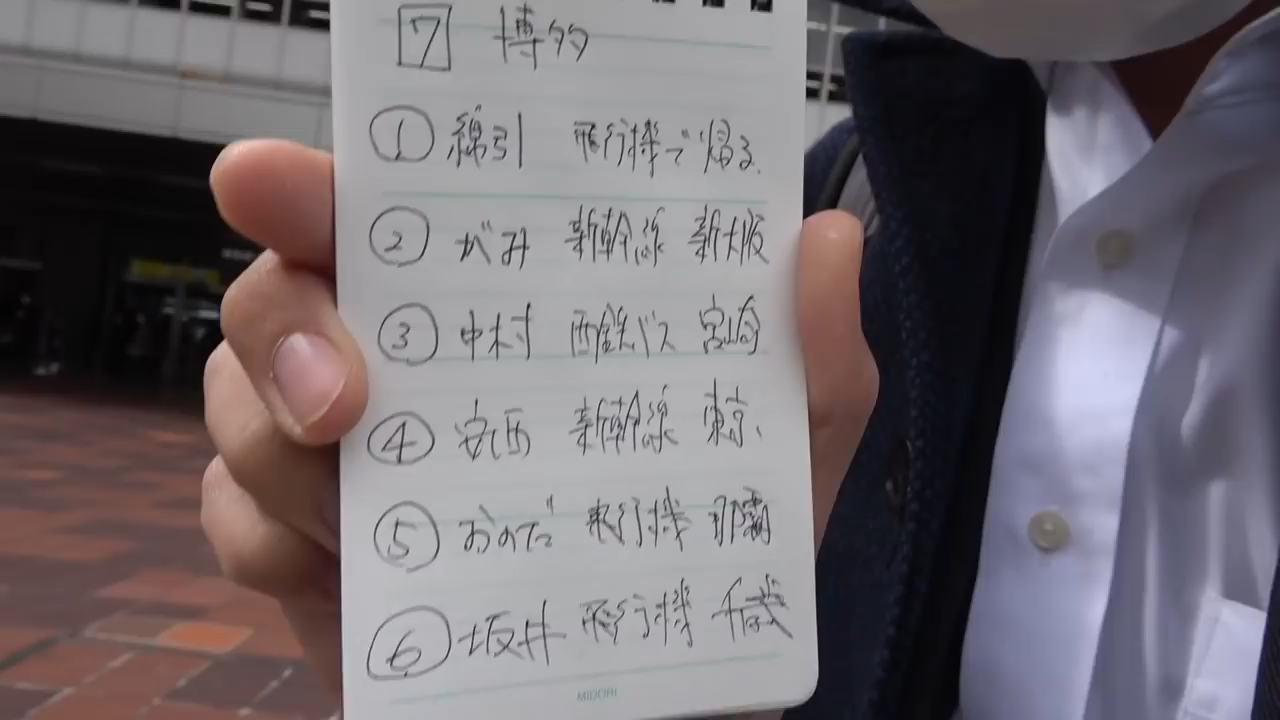 7 博多
① 綿引 飛行機で帰る.
② がみ 新幹線 新大阪
③ 中村 西鉄バス 宮崎
④ 安西 新幹線 東京、
⑤ おのだ 飛行機 那覇
⑥ 坂井 飛行機 千歳
MIDORI